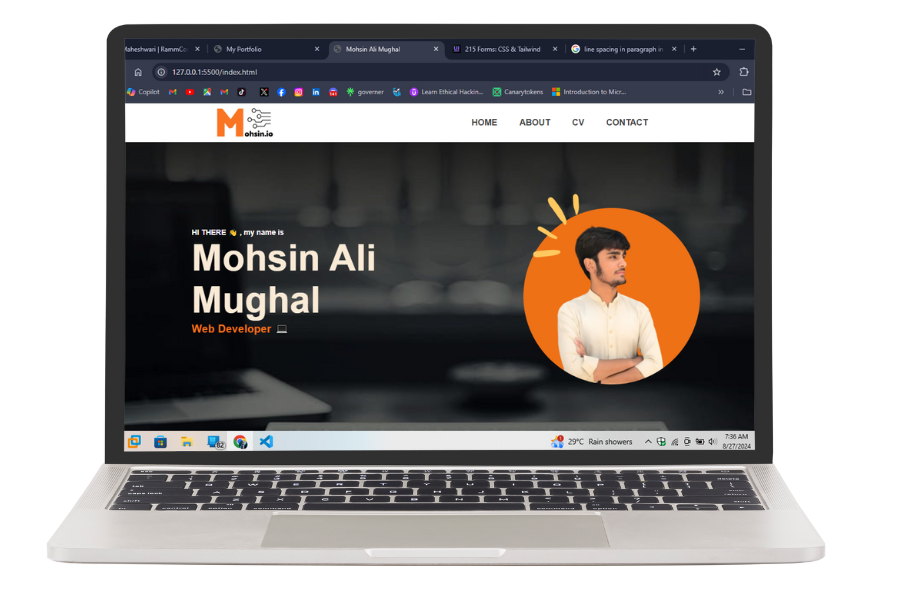 Maheshwari | RammCo
My Portfolio
Mohsin Ali Mughal
215 Forms: CSS & Tailwind
line spacing in paragraph in
127.0.0.1:5500/index.html
Copilot
governer
Learn Ethical Hackin...
Canarytokens
Introduction to Micr...
Mohsin.io
HOME ABOUT CV CONTACT
HI THERE 👋 , my name is
Mohsin Ali
Mughal
Web Developer 💻
29°C Rain showers
7:36 AM
8/27/2024